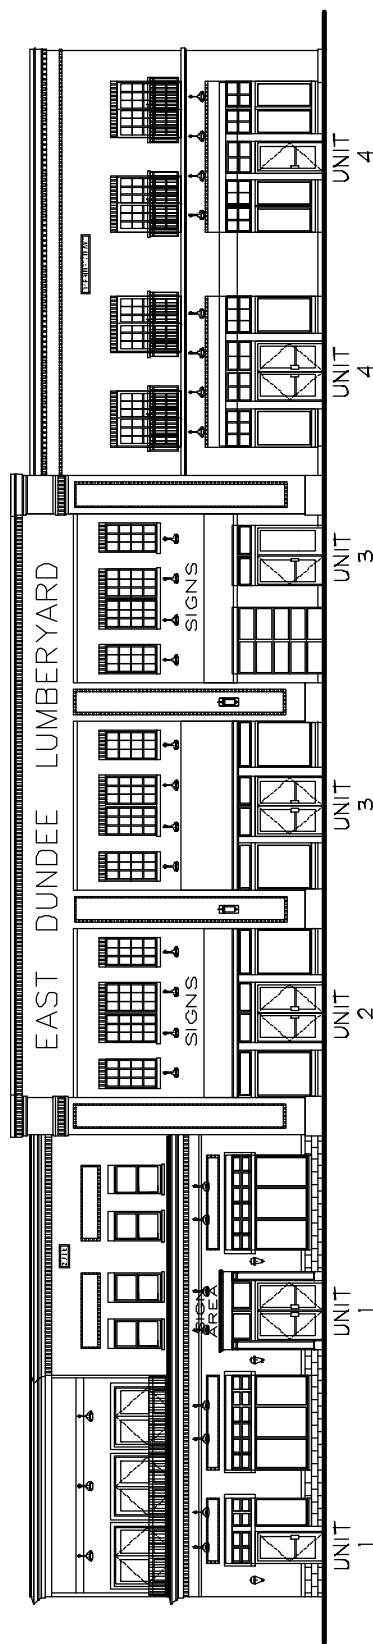 EAST DUNDEE LUMBERYARD
SIGNS
SIGNS
SIGN
AREA
UNIT
1
UNIT
1
UNIT
2
UNIT
3
UNIT
3
UNIT
4
UNIT
4